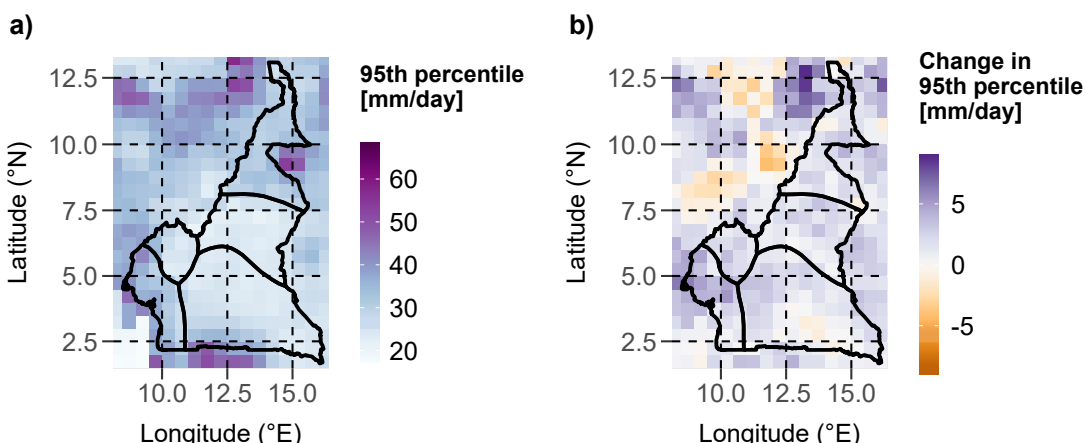 a)
95th percentile
[mm/day]
60
50
40
30
20
12.5
10.0
7.5
5.0
2.5
Latitude (°N)
10.0 12.5 15.0
Longitude (°E)
b)
Change in
95th percentile
[mm/day]
5
0
-5
12.5
10.0
7.5
5.0
2.5
Latitude (°N)
10.0 12.5 15.0
Longitude (°E)